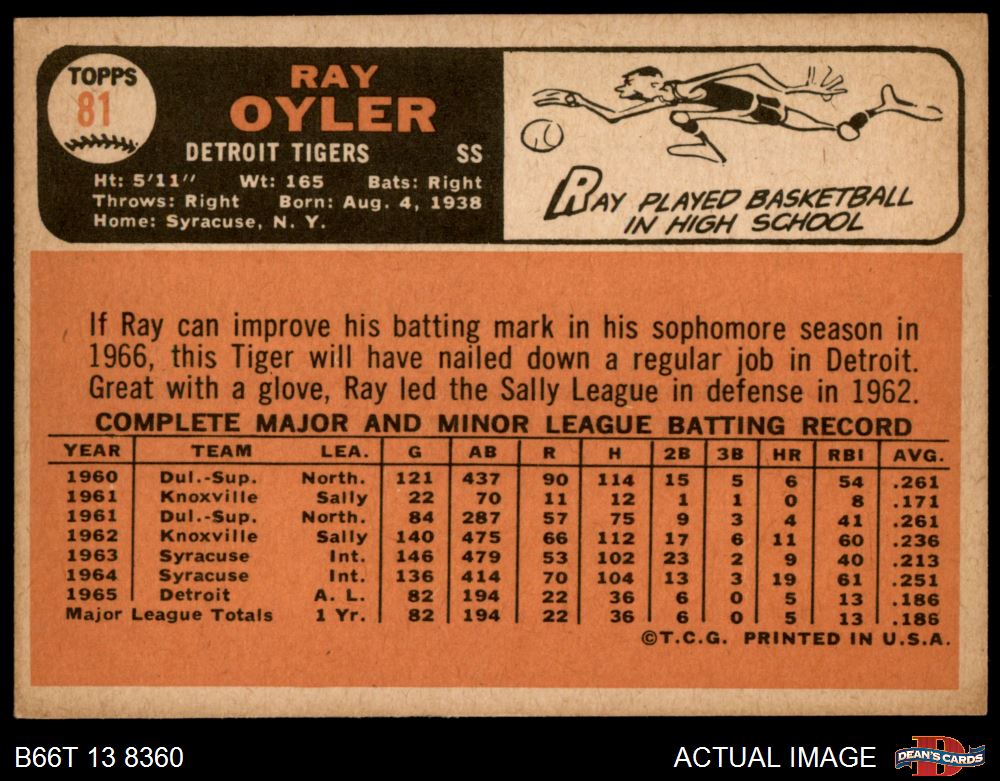 TOPPS
81
RAY
OYLER
DETROIT TIGERS SS
Ht: 5'11" Wt: 165 Bats: Right
Throws: Right Born: Aug. 4, 1938
Home: Syracuse, N. Y.
RAY PLAYED BASKETBALL
IN HIGH SCHOOL
If Ray can improve his batting mark in his sophomore season in
1966, this Tiger will have nailed down a regular job in Detroit.
Great with a glove, Ray led the Sally League in defense in 1962.
COMPLETE MAJOR AND MINOR LEAGUE BATTING RECORD
YEAR TEAM LEA. G AB R H 2B 3B HR RBI AVG.
1960 Dul.-Sup. North. 121 437 90 114 15 5 6 54 .261
1961 Knoxville Sally 22 70 11 12 1 1 0 8 .171
1961 Dul.-Sup. North. 84 287 57 75 9 3 4 41 .261
1962 Knoxville Sally 140 475 66 112 17 6 11 60 .236
1963 Syracuse Int. 146 479 53 102 23 2 9 40 .213
1964 Syracuse Int. 136 414 70 104 13 3 19 61 .251
1965 Detroit A. L. 82 194 22 36 6 0 5 13 .186
Major League Totals 1 Yr. 82 194 22 36 6 0 5 13 .186
©T.C.G. PRINTED IN U.S.A.
B66T 13 8360
ACTUAL IMAGE
D
DEAN'S CARDS